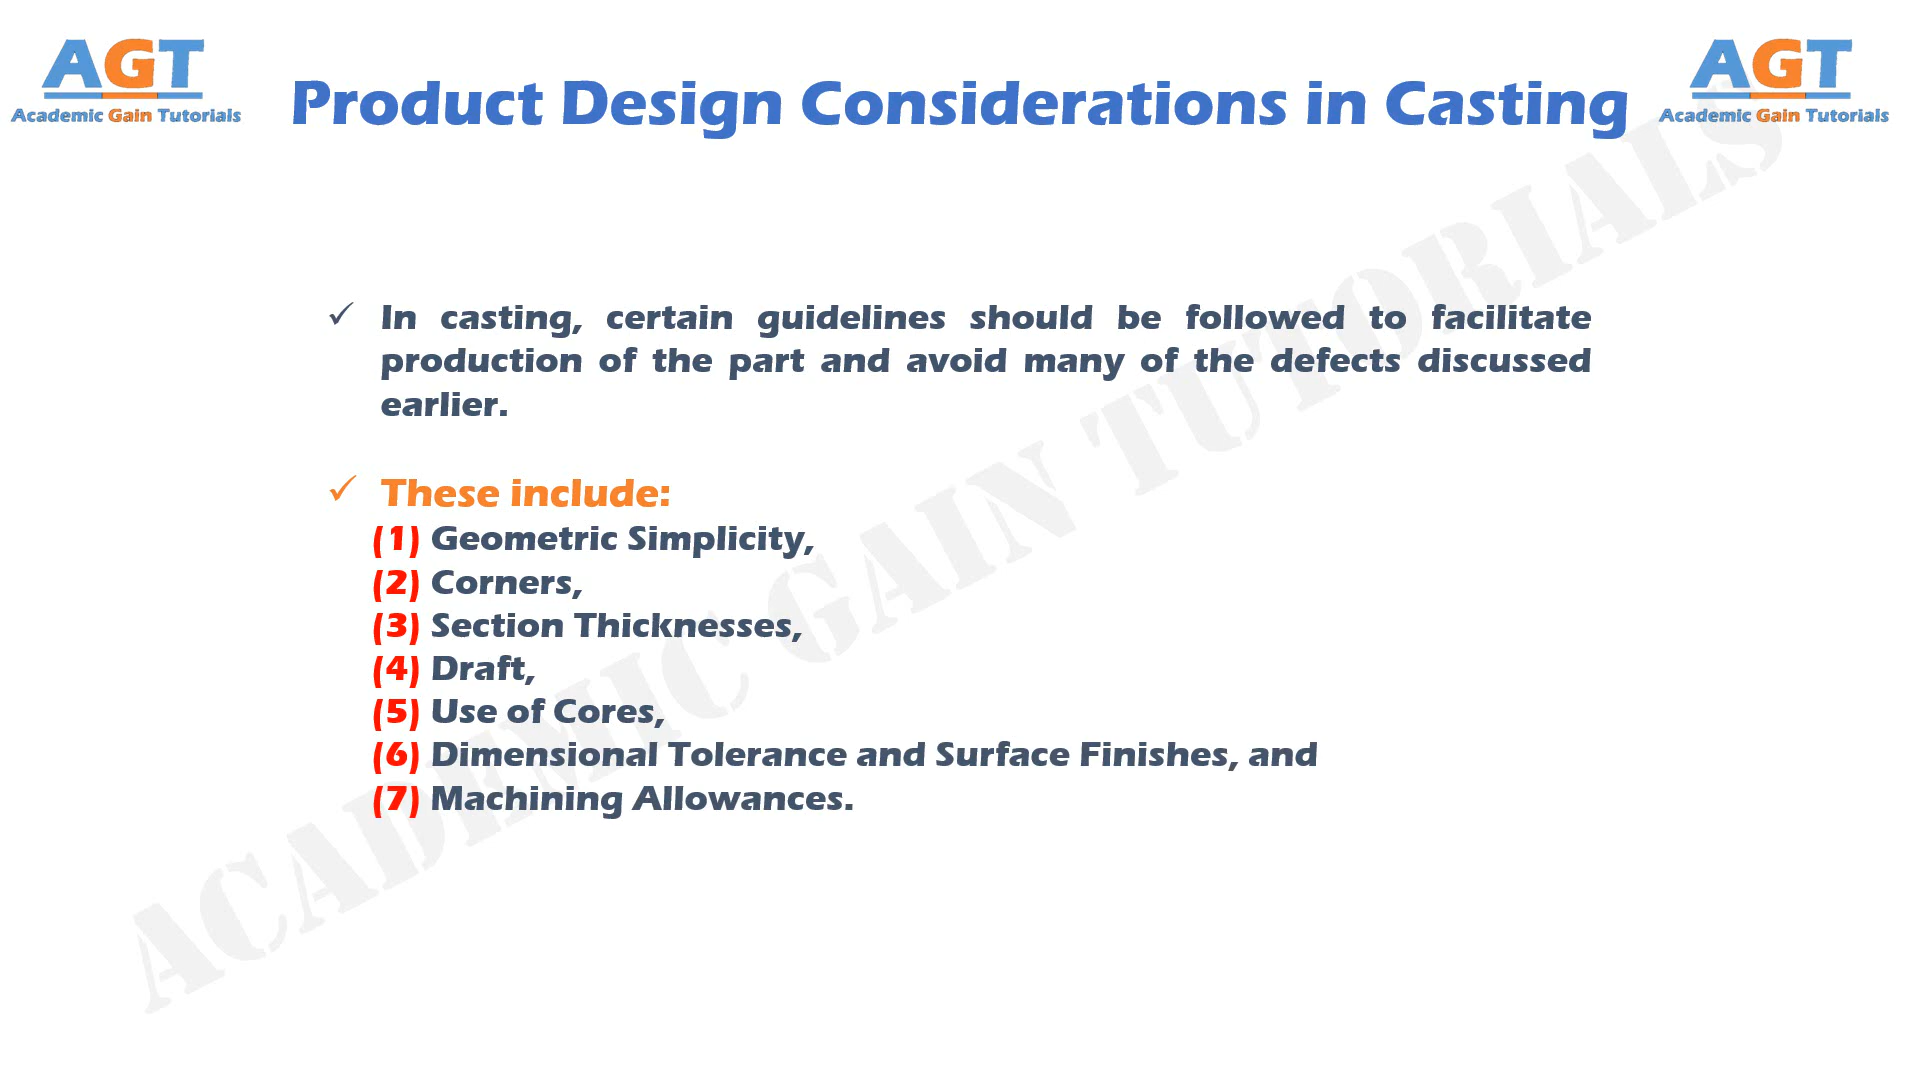 AGT
Academic Gain Tutorials
Product Design Considerations in Casting
AGT
Academic Gain Tutorials
✓ In casting, certain guidelines should be followed to facilitate
production of the part and avoid many of the defects discussed
earlier.
✓ These include:
(1) Geometric Simplicity,
(2) Corners,
(3) Section Thicknesses,
(4) Draft,
(5) Use of Cores,
(6) Dimensional Tolerance and Surface Finishes, and
(7) Machining Allowances.
ACADEMIC GAIN TUTORIALS